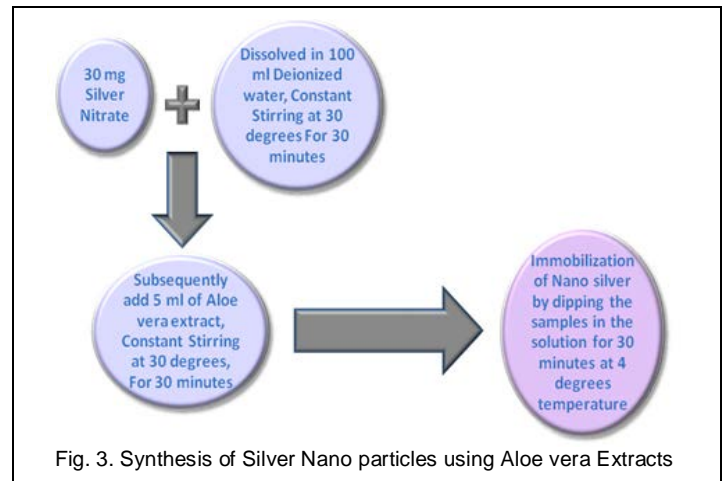 30 mg
Silver
Nitrate
Dissolved in 100
ml Deionized
water, Constant
Stirring at 30
degrees For 30
minutes
Subsequently
add 5 ml of Aloe
vera extract,
Constant Stirring
at 30 degrees,
For 30 minutes
Immobilization
of Nano silver
by dipping the
samples in the
solution for 30
minutes at 4
degrees
temperature
Fig. 3. Synthesis of Silver Nano particles using Aloe vera Extracts